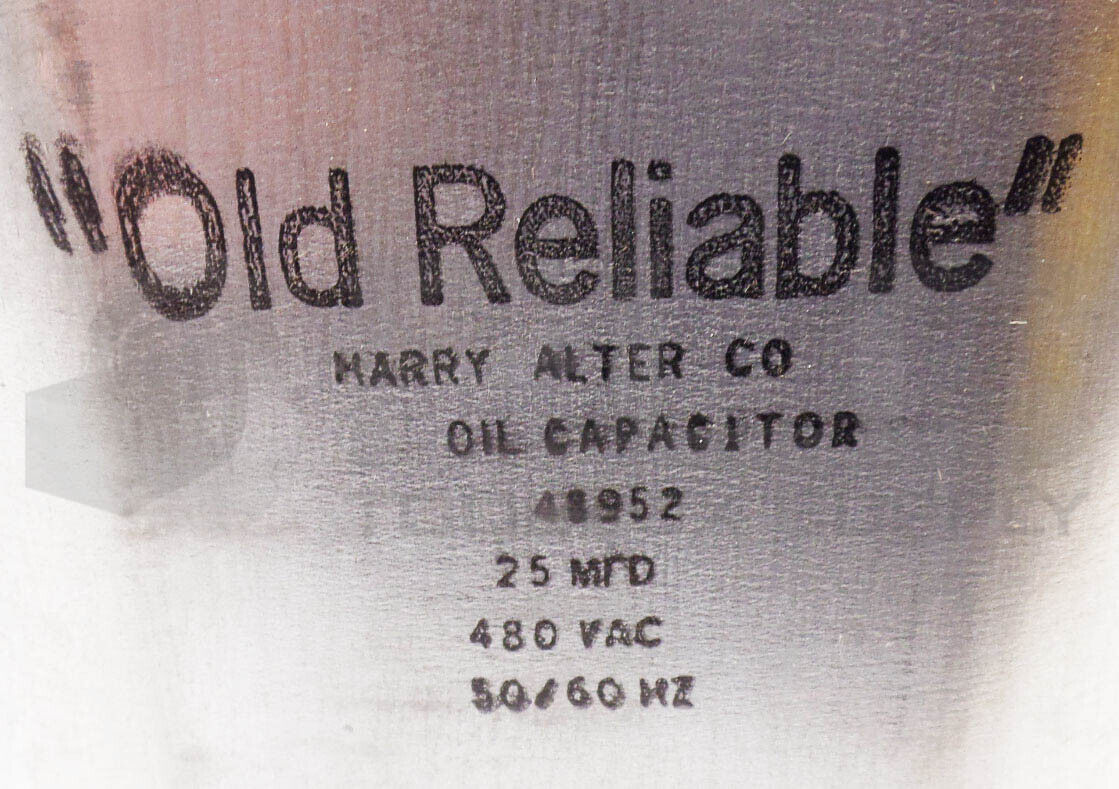 "Old Reliable"
HARRY ALTER CO
OIL CAPACITOR
48952
25 MFD
480 VAC
50/60 HZ